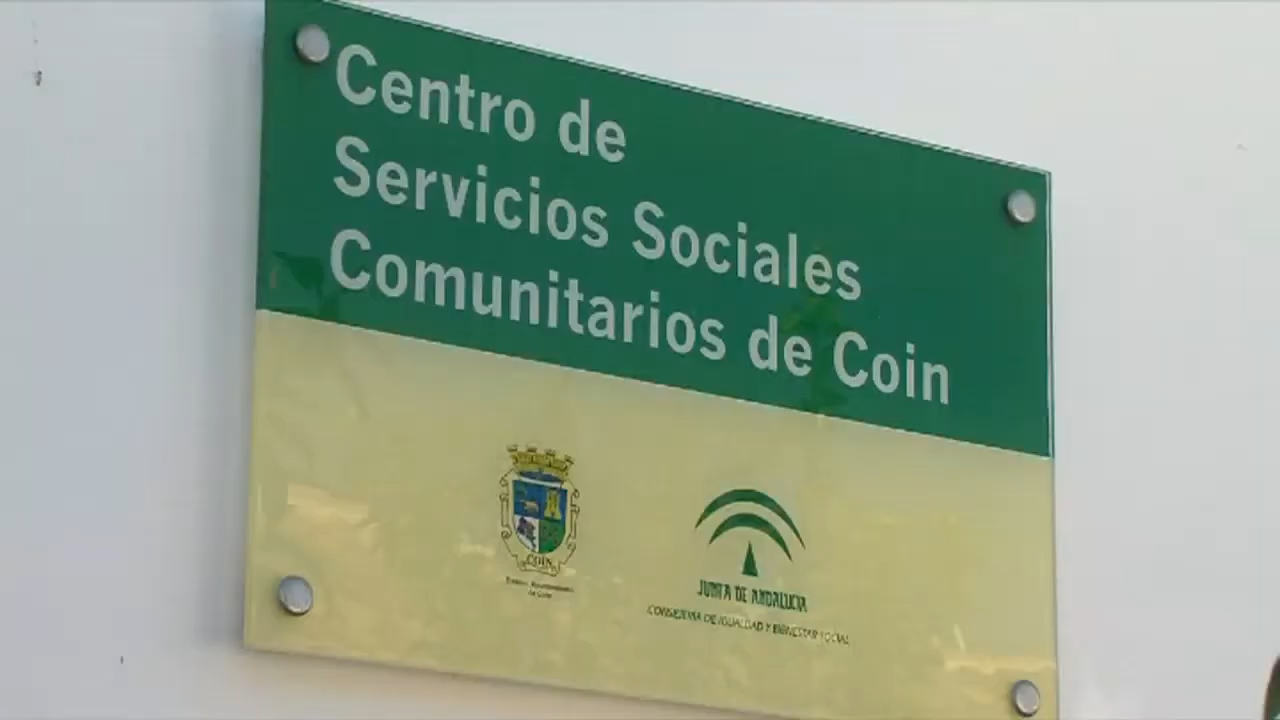 Centro de
Servicios Sociales
Comunitarios de Coin
COIN
JUNTA DE ANDALUCIA
CONSEJERIA DE IGUALDAD Y BIENESTAR SOCIAL